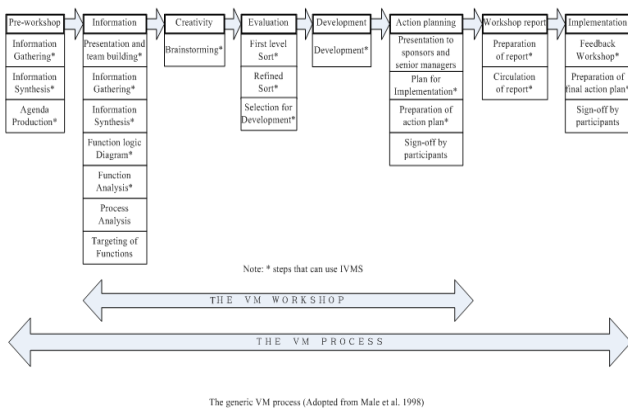 Pre-workshop
Information
Creativity
Evaluation
Development
Action planning
Workshop report
Implementation
Information
Gathering*
Information
Synthesis*
Agenda
Production*
Presentation and
team building*
Information
Gathering*
Information
Synthesis*
Function logic
Diagram*
Function
Analysis*
Process
Analysis
Targeting of
Functions
Brainstorming*
First level
Sort*
Refined
Sort*
Selection for
Development*
Development*
Presentation to
sponsors and
senior managers
Plan for
Implementation*
Preparation of
action plan*
Sign-off by
participants
Preparation
of report*
Circulation
of report*
Feedback
Workshop*
Preparation of
final action plan*
Sign-off by
participants
Note: * steps that can use IVMS
THE VM WORKSHOP
THE VM PROCESS
The generic VM process (Adopted from Male et al. 1998)